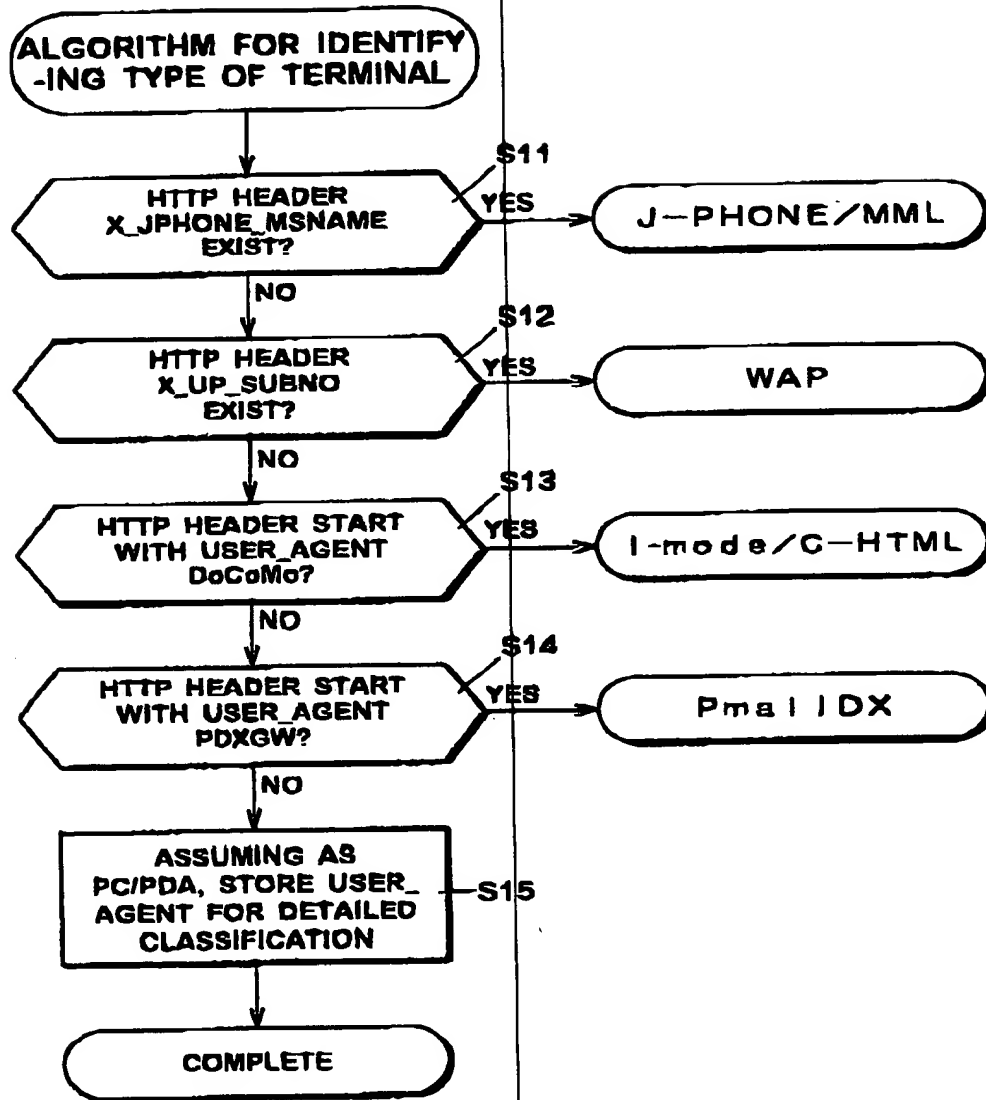 ALGORITHM FOR IDENTIFY
-ING TYPE OF TERMINAL
S11
HTTP HEADER
X_JPHONE_MSNAME
EXIST?
YES
J-PHONE/MML
NO
S12
HTTP HEADER
X_UP_SUBNO
EXIST?
YES
WAP
NO
S13
HTTP HEADER START
WITH USER_AGENT
DoCoMo?
YES
I-mode/C-HTML
NO
S14
HTTP HEADER START
WITH USER_AGENT
PDXGW?
YES
PmailDX
NO
ASSUMING AS
PC/PDA, STORE USER_
AGENT FOR DETAILED
CLASSIFICATION
S15
COMPLETE